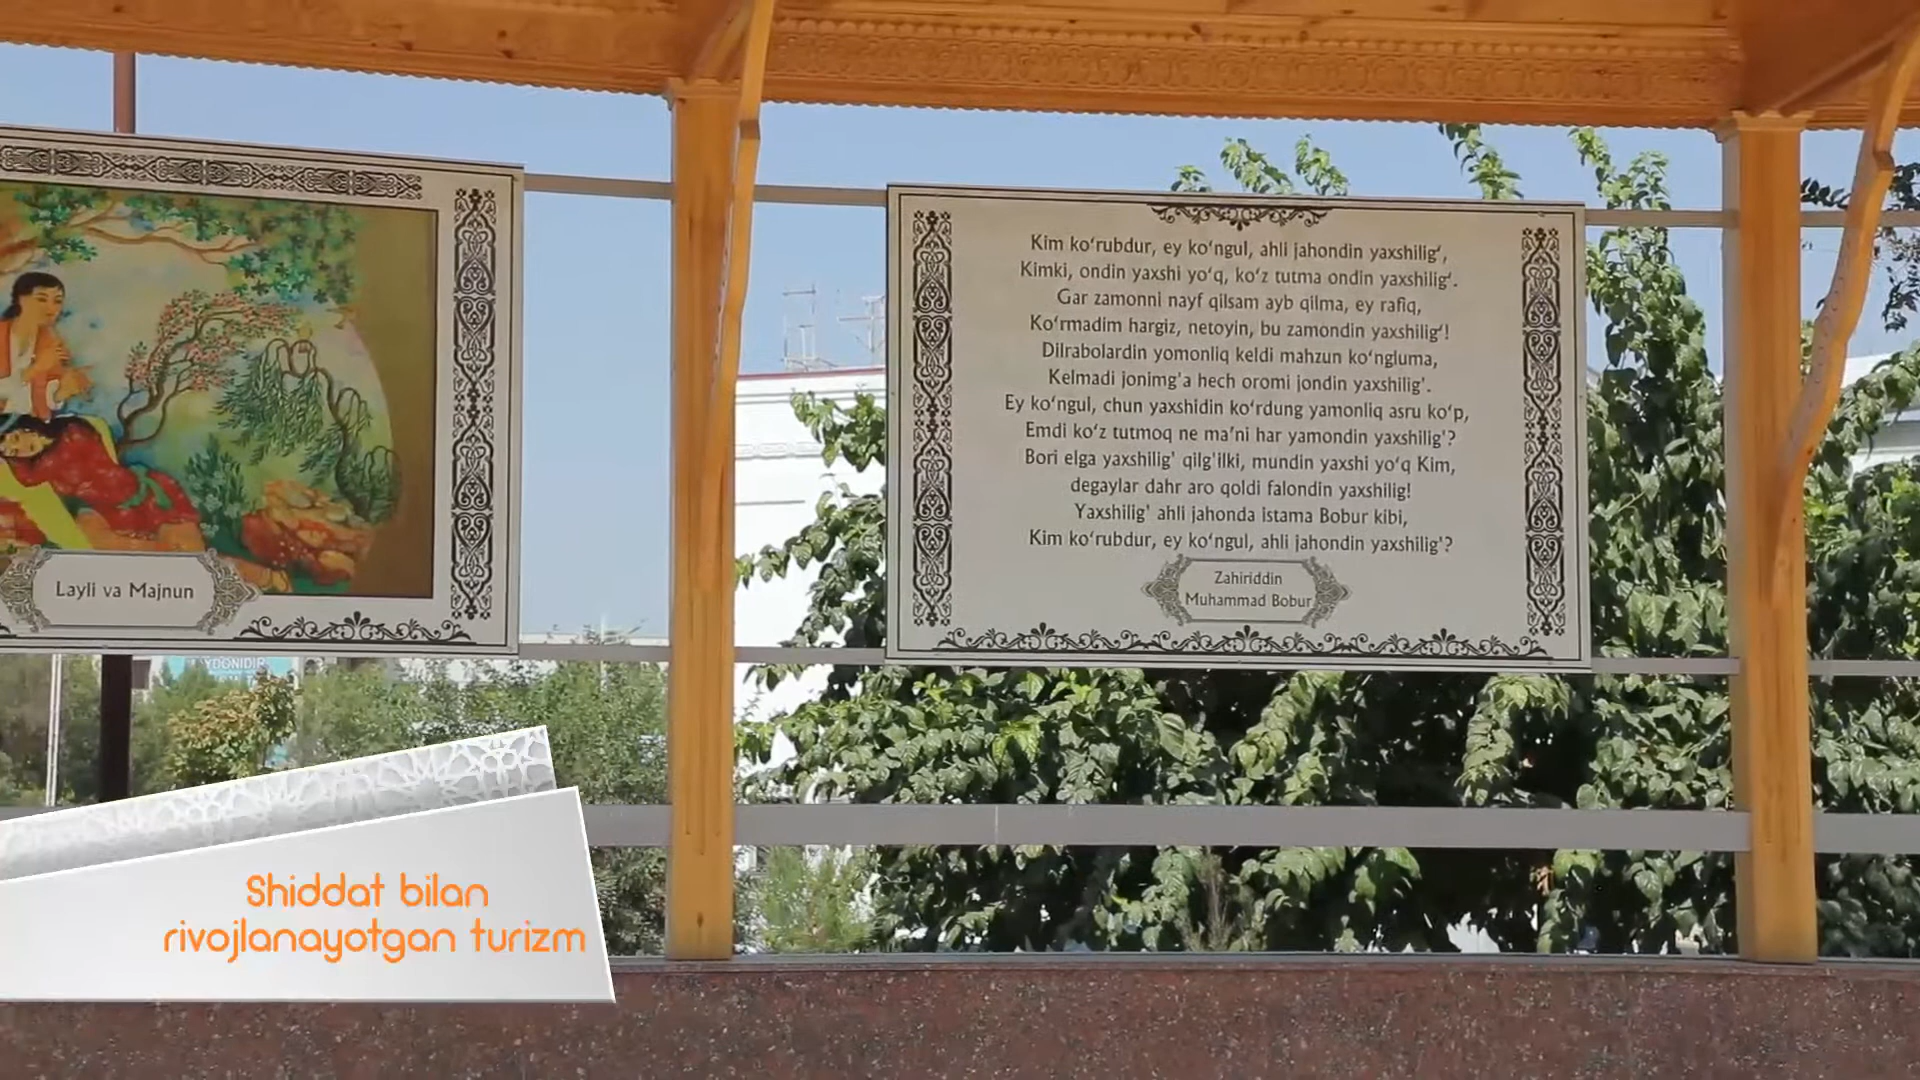 Kim ko‘rubdur, ey ko‘ngul, ahli jahondin yaxshilig‘,
Kimki, ondin yaxshi yo‘q, ko‘z tutma ondin yaxshilig‘.
Gar zamonni nayf qilsam ayb qilma, ey rafiq,
Ko‘rmadim hargiz, netoyin, bu zamondin yaxshilig‘!
Dilrabolardin yomonliq keldi mahzun ko‘ngluma,
Kelmadi jonimg'a hech oromi jondin yaxshilig'.
Ey ko‘ngul, chun yaxshidin ko‘rdung yamonliq asru ko‘p,
Emdi ko‘z tutmoq ne ma’ni har yamondin yaxshilig'?
Bori elga yaxshilig' qilg'ilki, mundin yaxshi yo‘q Kim,
degaylar dahr aro qoldi falondin yaxshilig!
Yaxshilig' ahli jahonda istama Bobur kibi,
Kim ko‘rubdur, ey ko‘ngul, ahli jahondin yaxshilig'?
Zahiriddin
Muhammad Bobur
Layli va Majnun
YDONIDIR
Shiddat bilan
rivojlanayotgan turizm